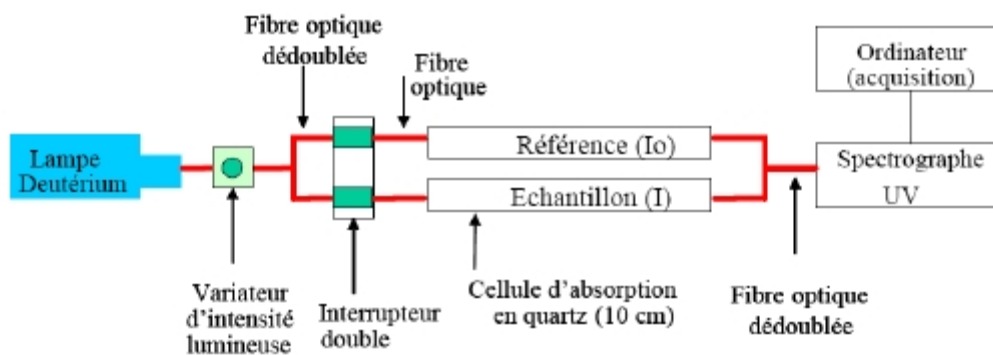 Fibre optique
dédoublée
Fibre
optique
Ordinateur
(acquisition)
Lampe
Deutérium
Référence (Io)
Echantillon (I)
Spectrographe
UV
Variateur
d'intensité
lumineuse
Interrupteur
double
Cellule d'absorption
en quartz (10 cm)
Fibre optique
dédoublée